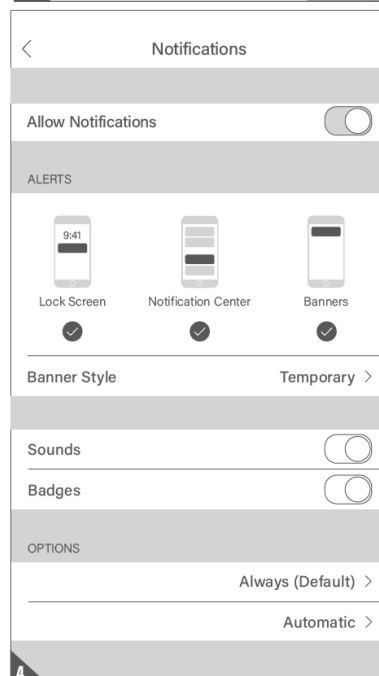 Notifications
Allow Notifications
ALERTS
9:41
Lock Screen Notification Center Banners
Banner Style Temporary
Sounds
Badges
OPTIONS
Always (Default)
Automatic
4